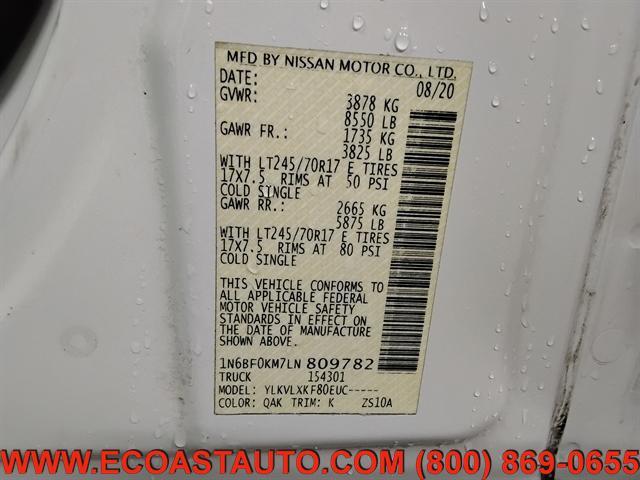 MFD BY NISSAN MOTOR CO., LTD.
DATE: 08/20
GVWR: 3878 KG
8550 LB
GAWR FR.: 1735 KG
3825 LB
WITH LT245/70R17 E TIRES
17X7.5 RIMS AT 50 PSI
COLD SINGLE
GAWR RR.: 2665 KG
5875 LB
WITH LT245/70R17 E TIRES
17X7.5 RIMS AT 80 PSI
COLD SINGLE
THIS VEHICLE CONFORMS TO
ALL APPLICABLE FEDERAL
MOTOR VEHICLE SAFETY
STANDARDS IN EFFECT ON
THE DATE OF MANUFACTURE
SHOWN ABOVE.
1N6BF0KM7LN 809782
TRUCK 154301
MODEL: YLKVLXKF80EUC-----
COLOR: QAK TRIM: K ZS10A
WWW.ECOASTAUTO.COM (800) 869-0655